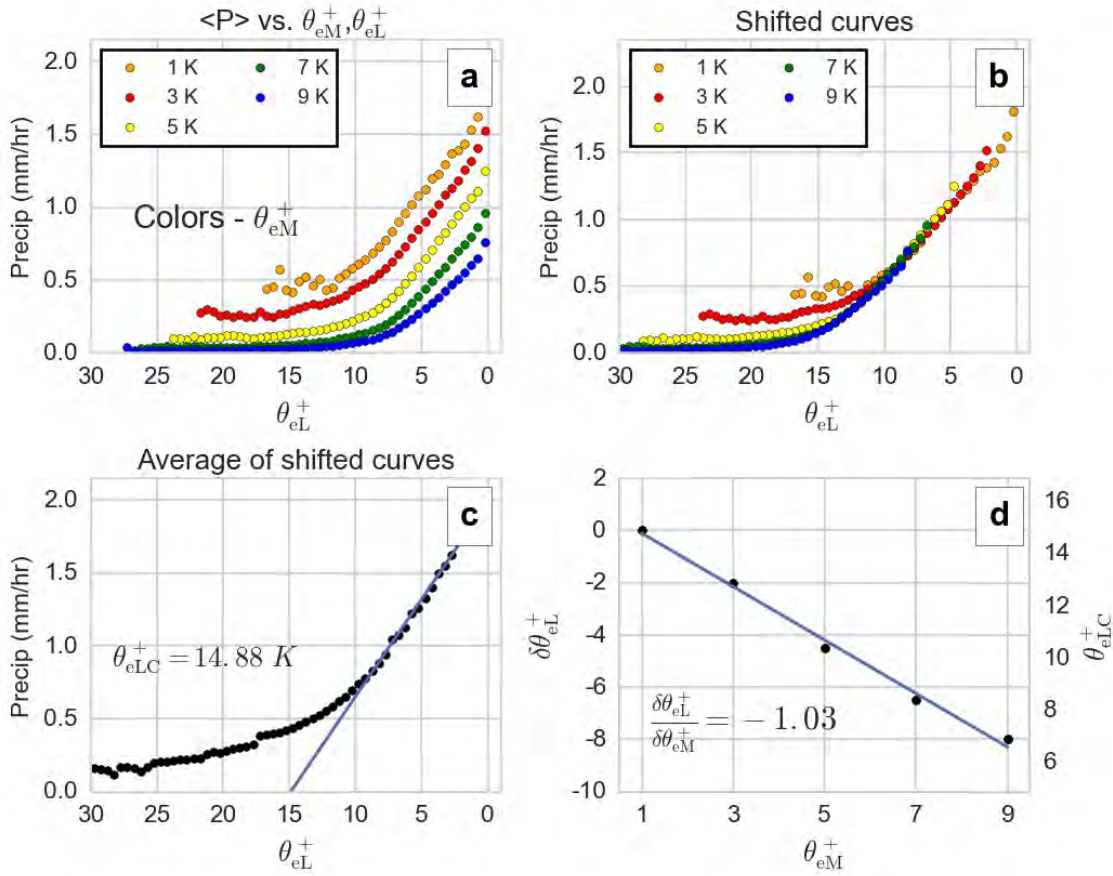 <P> vs. θ⁺eM,θ⁺eL
a
1 K
3 K
5 K
7 K
9 K
Colors - θ⁺eM
Precip (mm/hr)
2.0
1.5
1.0
0.5
0.0
30 25 20 15 10 5 0
θ⁺eL
Shifted curves
b
1 K
3 K
5 K
7 K
9 K
Precip (mm/hr)
2.0
1.5
1.0
0.5
0.0
30 25 20 15 10 5 0
θ⁺eL
Average of shifted curves
c
Precip (mm/hr)
2.0
1.5
1.0
0.5
0.0
θ⁺eLC = 14.88 K
30 25 20 15 10 5 0
θ⁺eL
d
δθ⁺eL
2
0
-2
-4
-6
-8
-10
δθ⁺eL
δθ⁺eM
= −1.03
16
14
12
10
8
6
θ⁺eLC
1 3 5 7 9
θ⁺eM